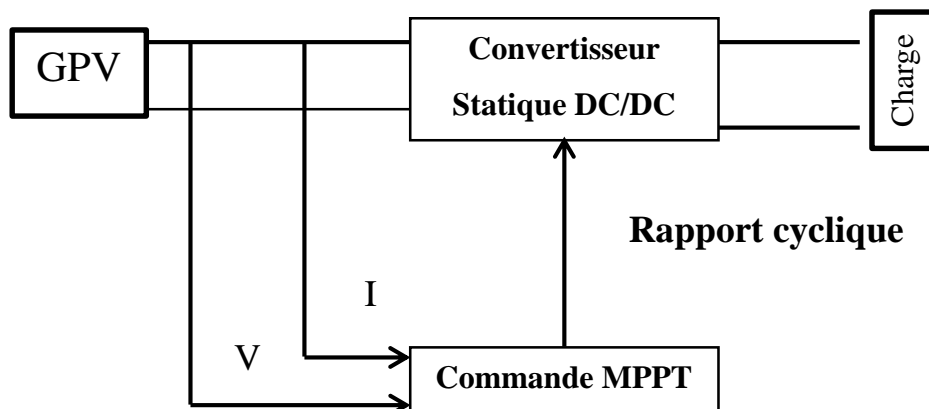 GPV
Convertisseur
Statique DC/DC
Charge
Rapport cyclique
I
V
Commande MPPT